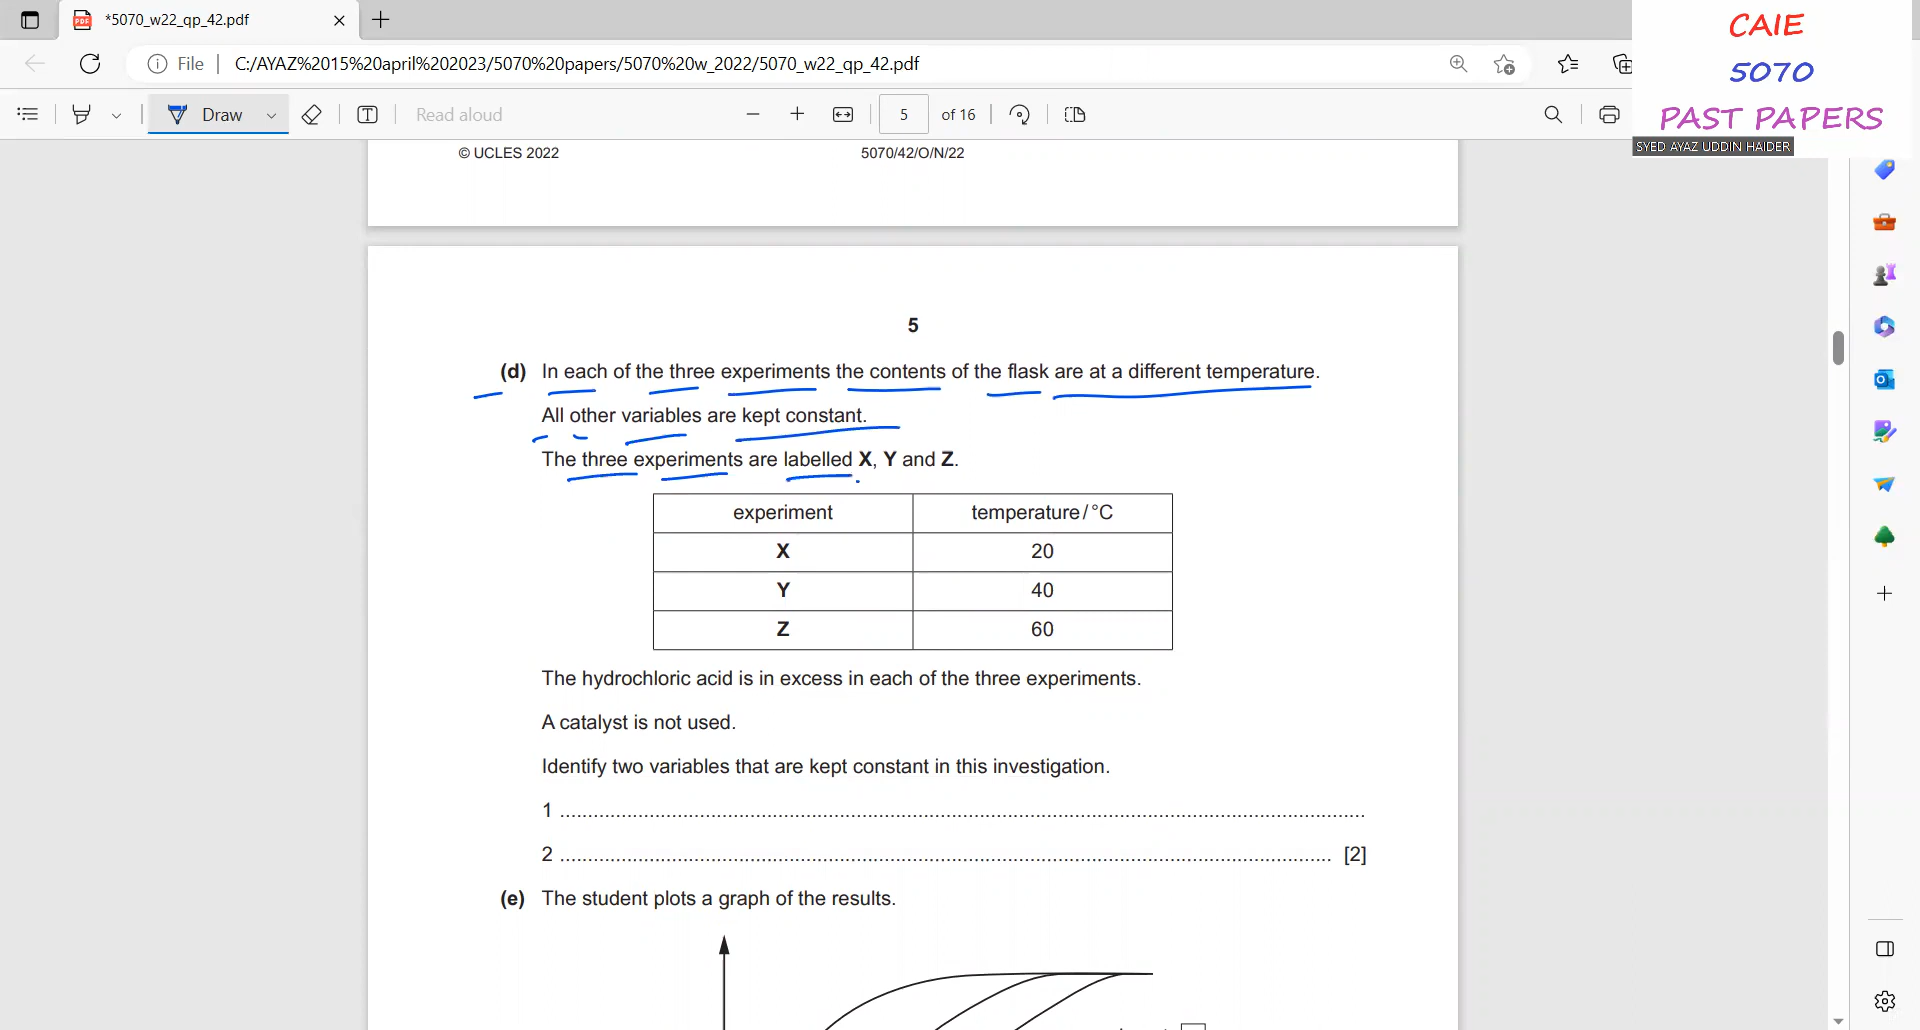 *5070_w22_qp_42.pdf
File
C:/AYAZ%2015%20april%202023/5070%20papers/5070%20w_2022/5070_w22_qp_42.pdf
Draw
Read aloud
5 of 16
CAIE
5070
PAST PAPERS
SYED AYAZ UDDIN HAIDER
© UCLES 2022 5070/42/O/N/22
5
(d) In each of the three experiments the contents of the flask are at a different temperature.
All other variables are kept constant.
The three experiments are labelled X, Y and Z.
experiment temperature/°C
X 20
Y 40
Z 60
The hydrochloric acid is in excess in each of the three experiments.
A catalyst is not used.
Identify two variables that are kept constant in this investigation.
1 ................................................................
2 ................................................................ [2]
(e) The student plots a graph of the results.